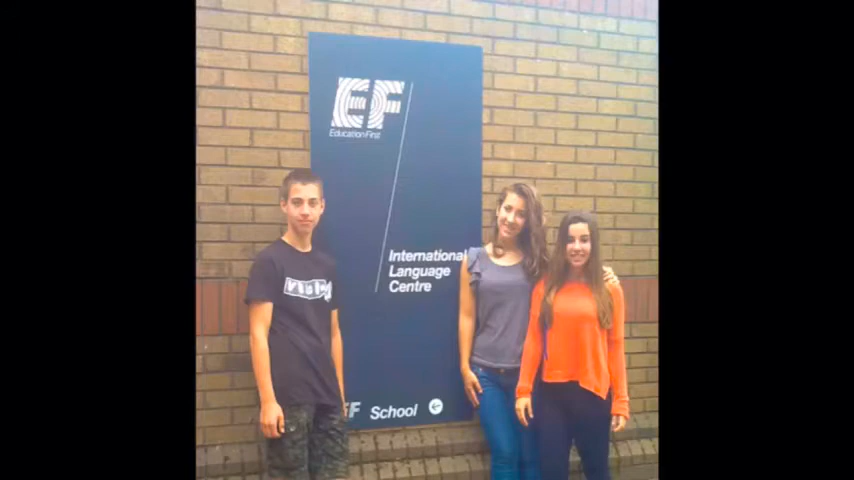 EF
Education First
International
Language
Centre
EF School